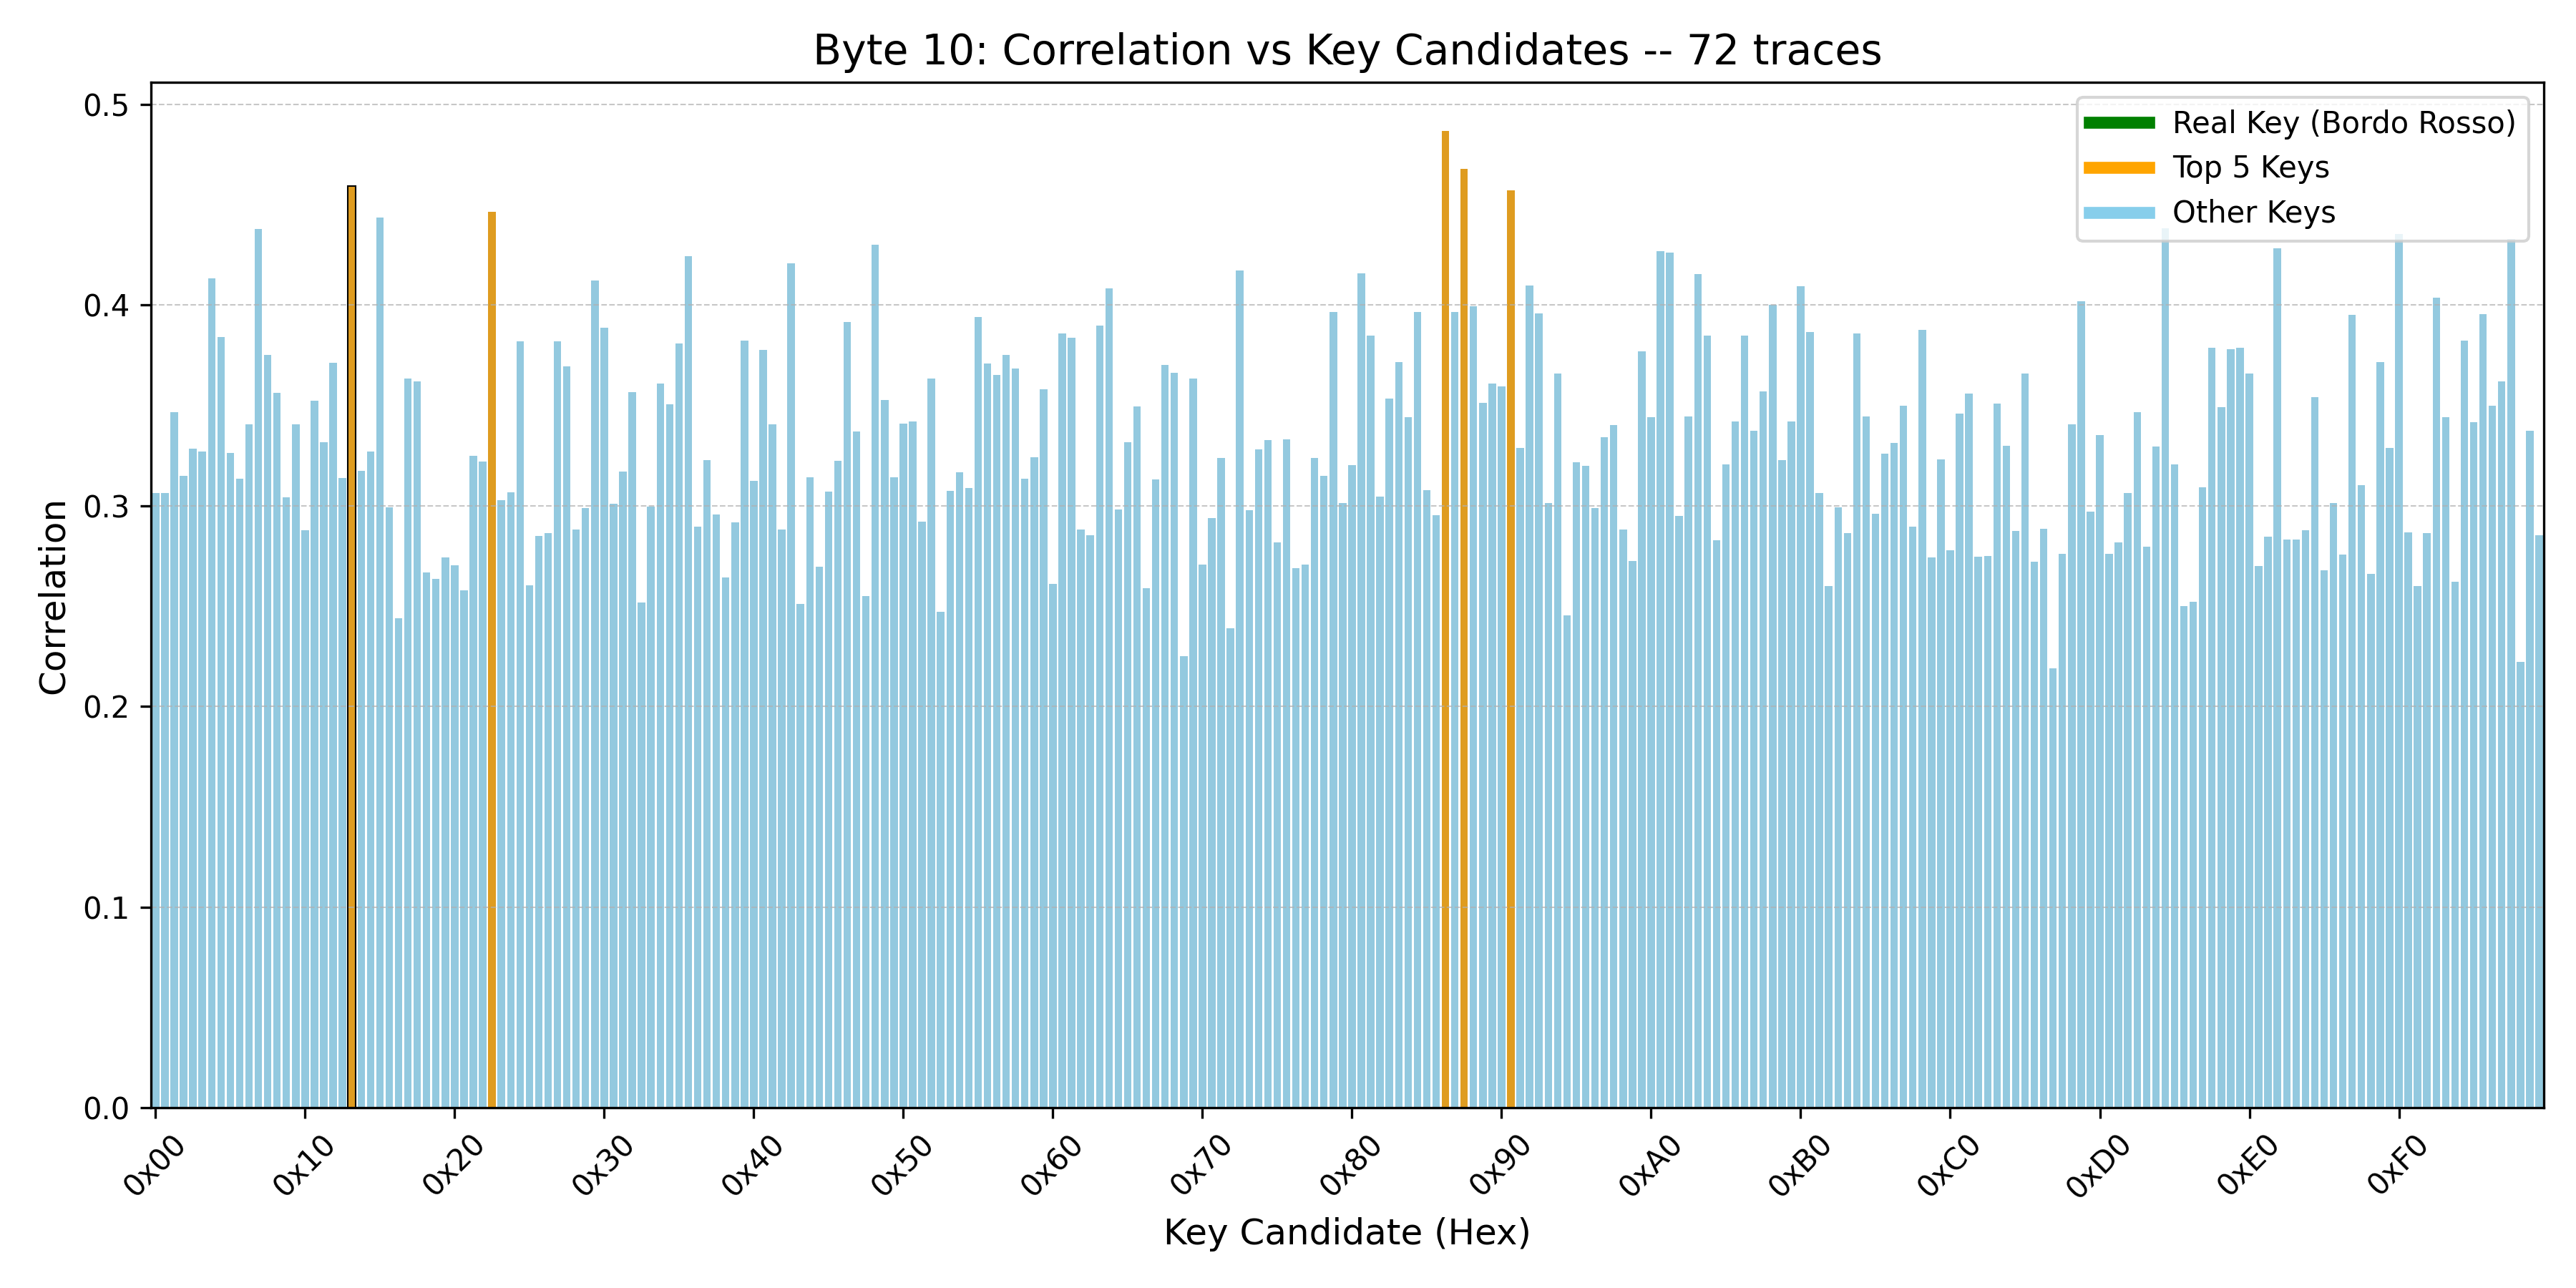 Byte 10: Correlation vs Key Candidates -- 72 traces
Real Key (Bordo Rosso)
Top 5 Keys
Other Keys
Correlation
0.5
0.4
0.3
0.2
0.1
0.0
0x00 0x10 0x20 0x30 0x40 0x50 0x60 0x70 0x80 0x90 0xA0 0xB0 0xC0 0xD0 0xE0 0xF0
Key Candidate (Hex)